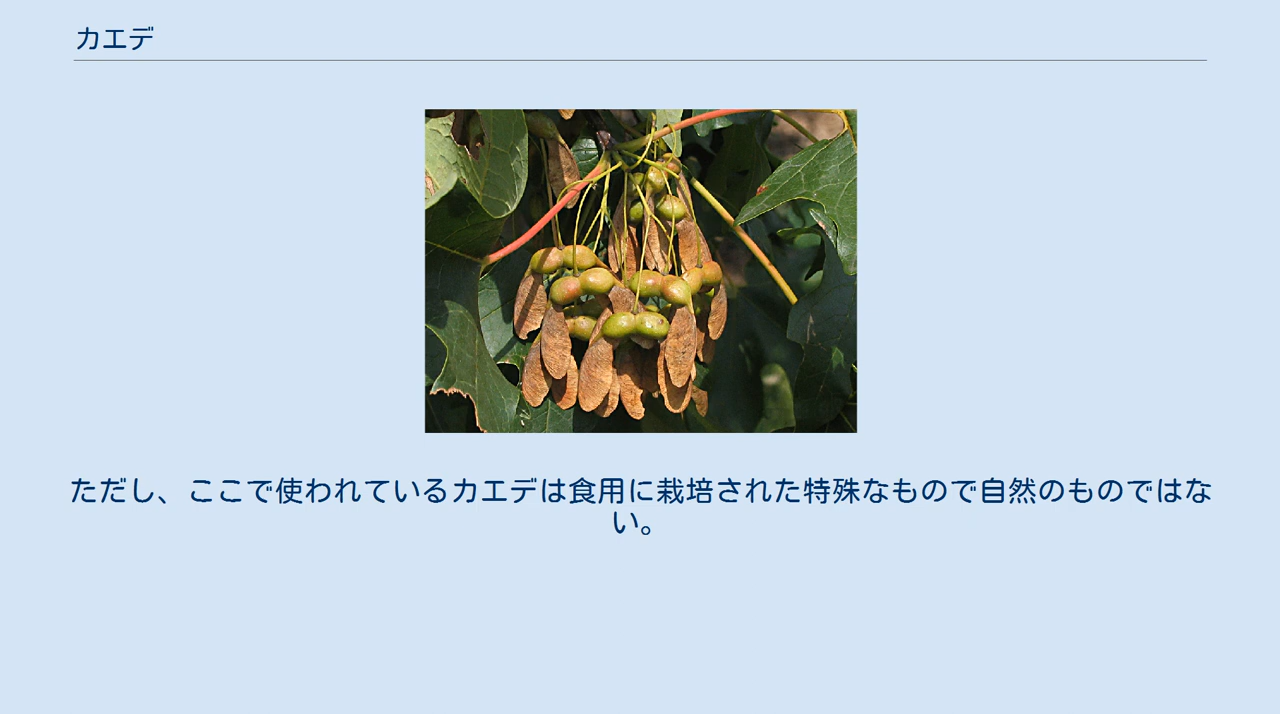 カエデ
ただし、ここで使われているカエデは食用に栽培された特殊なもので自然のものではな
い。